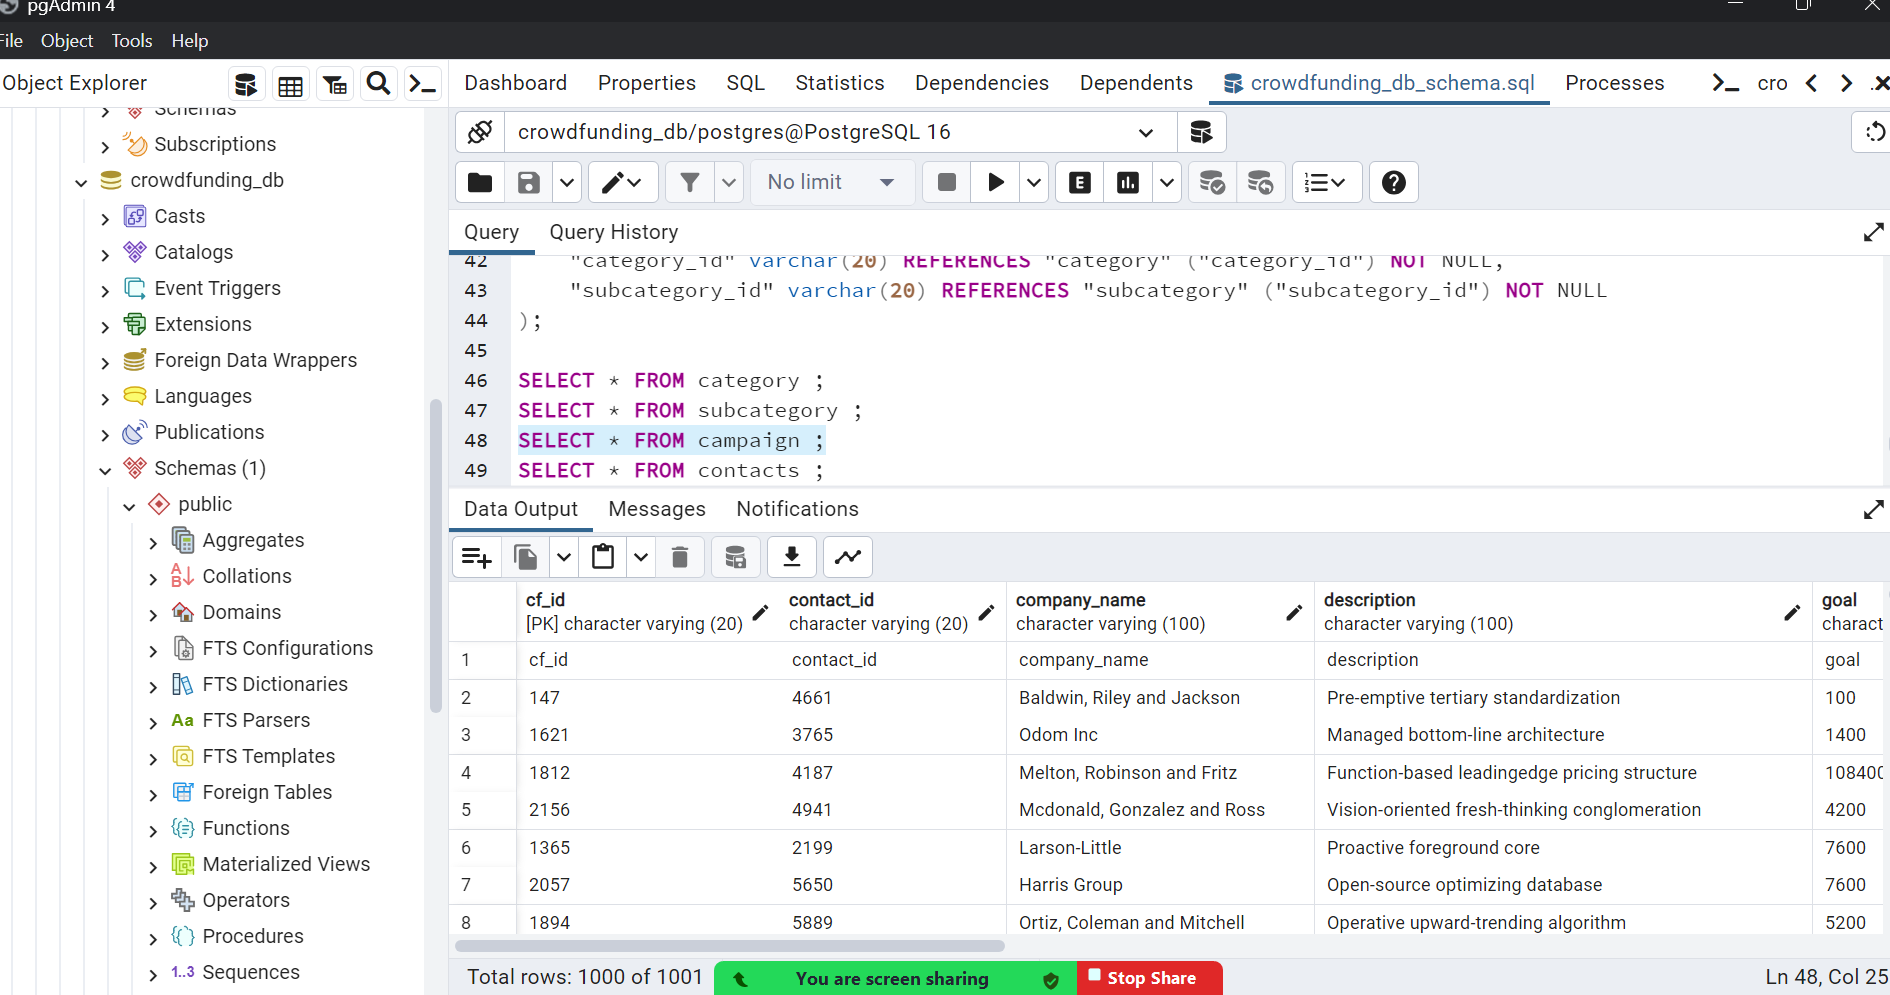 pgAdmin 4
File Object Tools Help
Object Explorer
Dashboard Properties SQL Statistics Dependencies Dependents crowdfunding_db_schema.sql Processes cro
Schemas
Subscriptions
crowdfunding_db
Casts
Catalogs
Event Triggers
Extensions
Foreign Data Wrappers
Languages
Publications
Schemas (1)
public
Aggregates
Collations
Domains
FTS Configurations
FTS Dictionaries
Aa FTS Parsers
FTS Templates
Foreign Tables
Functions
Materialized Views
Operators
Procedures
1..3 Sequences
crowdfunding_db/postgres@PostgreSQL 16
No limit
Query Query History
42 "category_id" varchar(20) REFERENCES "category" ("category_id") NOT NULL,
43 "subcategory_id" varchar(20) REFERENCES "subcategory" ("subcategory_id") NOT NULL
44 );
45
46 SELECT * FROM category ;
47 SELECT * FROM subcategory ;
48 SELECT * FROM campaign ;
49 SELECT * FROM contacts ;
Data Output Messages Notifications
cf_id contact_id company_name description goal
[PK] character varying (20) character varying (20) character varying (100) character varying (100) charact
1 cf_id contact_id company_name description goal
2 147 4661 Baldwin, Riley and Jackson Pre-emptive tertiary standardization 100
3 1621 3765 Odom Inc Managed bottom-line architecture 1400
4 1812 4187 Melton, Robinson and Fritz Function-based leadingedge pricing structure 108400
5 2156 4941 Mcdonald, Gonzalez and Ross Vision-oriented fresh-thinking conglomeration 4200
6 1365 2199 Larson-Little Proactive foreground core 7600
7 2057 5650 Harris Group Open-source optimizing database 7600
8 1894 5889 Ortiz, Coleman and Mitchell Operative upward-trending algorithm 5200
Total rows: 1000 of 1001
You are screen sharing
Stop Share
Ln 48, Col 25